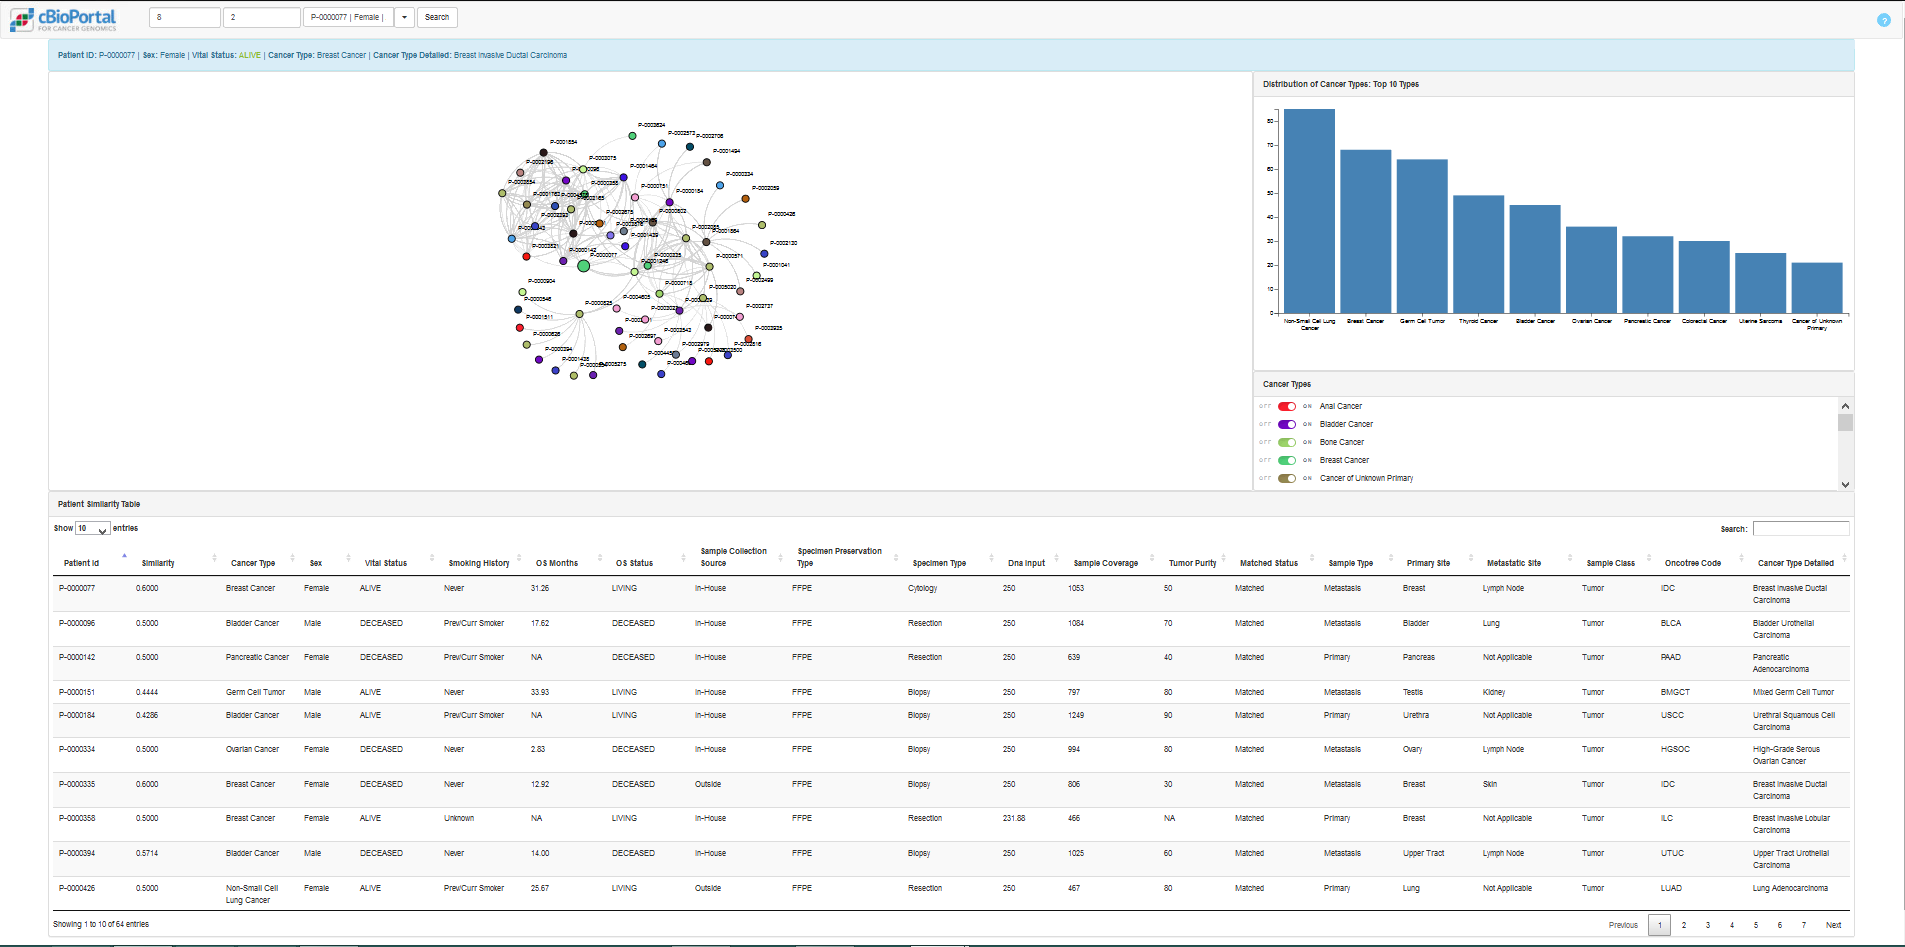 cBioPortal
FOR CANCER GENOMICS
8
2
P-0000077 | Female |
Search
?
Patient ID: P-0000077 | Sex: Female | Vital Status: ALIVE | Cancer Type: Breast Cancer | Cancer Type Detailed: Breast Invasive Ductal Carcinoma
P-0003624
P-0002573
P-0002706
P-0001854
P-0001494
P-0003075
P-0001464
P-0000334
P-0000358
P-0000751
P-0000184
P-0002059
P-0000426
P-0002130
P-0001041
P-0001429
P-0000142
P-0000077
P-0000335
P-0000571
P-0000904
P-0000546
P-0001511
P-0000525
P-0004805
P-0000718
P-0005020
P-0002737
P-0003925
P-0003542
P-0000394
P-0001425
P-0005275
Distribution of Cancer Types: Top 10 Types
80
70
60
50
40
30
20
10
0
Non-Small Cell Lung Cancer
Breast Cancer
Germ Cell Tumor
Thyroid Cancer
Bladder Cancer
Ovarian Cancer
Pancreatic Cancer
Colorectal Cancer
Uterine Sarcoma
Cancer of Unknown Primary
Cancer Types
OFF ON Anal Cancer
OFF ON Bladder Cancer
OFF ON Bone Cancer
OFF ON Breast Cancer
OFF ON Cancer of Unknown Primary
Patient Similarity Table
Show 10 entries
Search:
Patient Id Similarity Cancer Type Sex Vital Status Smoking History OS Months OS Status Sample Collection Source Specimen Preservation Type Specimen Type Dna Input Sample Coverage Tumor Purity Matched Status Sample Type Primary Site Metastatic Site Sample Class Oncotree Code Cancer Type Detailed
P-0000077 0.6000 Breast Cancer Female ALIVE Never 31.26 LIVING In-House FFPE Cytology 250 1053 50 Matched Metastasis Breast Lymph Node Tumor IDC Breast Invasive Ductal Carcinoma
P-0000096 0.5000 Bladder Cancer Male DECEASED Prev/Curr Smoker 17.62 DECEASED In-House FFPE Resection 250 1084 70 Matched Metastasis Bladder Lung Tumor BLCA Bladder Urothelial Carcinoma
P-0000142 0.5000 Pancreatic Cancer Female DECEASED Prev/Curr Smoker NA DECEASED In-House FFPE Resection 250 639 40 Matched Primary Pancreas Not Applicable Tumor PAAD Pancreatic Adenocarcinoma
P-0000151 0.4444 Germ Cell Tumor Male ALIVE Never 33.93 LIVING In-House FFPE Biopsy 250 797 80 Matched Metastasis Testis Kidney Tumor BMGCT Mixed Germ Cell Tumor
P-0000184 0.4286 Bladder Cancer Male ALIVE Prev/Curr Smoker NA LIVING In-House FFPE Biopsy 250 1249 90 Matched Primary Urethra Not Applicable Tumor USCC Urethral Squamous Cell Carcinoma
P-0000334 0.5000 Ovarian Cancer Female DECEASED Never 2.83 DECEASED In-House FFPE Biopsy 250 994 80 Matched Metastasis Ovary Lymph Node Tumor HGSOC High-Grade Serous Ovarian Cancer
P-0000335 0.6000 Breast Cancer Female DECEASED Never 12.92 DECEASED Outside FFPE Biopsy 250 806 30 Matched Metastasis Breast Skin Tumor IDC Breast Invasive Ductal Carcinoma
P-0000358 0.5000 Breast Cancer Female ALIVE Unknown NA LIVING In-House FFPE Resection 231.88 466 NA Matched Primary Breast Not Applicable Tumor ILC Breast Invasive Lobular Carcinoma
P-0000394 0.5714 Bladder Cancer Male DECEASED Never 14.00 DECEASED In-House FFPE Biopsy 250 1025 60 Matched Metastasis Upper Tract Lymph Node Tumor UTUC Upper Tract Urothelial Carcinoma
P-0000426 0.5000 Non-Small Cell Lung Cancer Female ALIVE Prev/Curr Smoker 25.67 LIVING Outside FFPE Resection 250 467 80 Matched Primary Lung Not Applicable Tumor LUAD Lung Adenocarcinoma
Showing 1 to 10 of 64 entries
Previous 1 2 3 4 5 6 7 Next